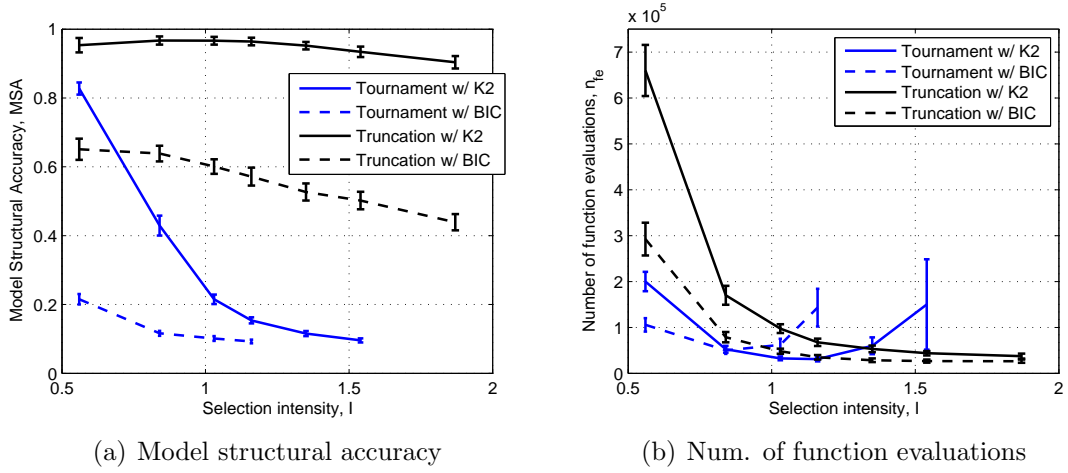 1
0.8
0.6
0.4
0.2
0
0.5
1
1.5
2
Model Structural Accuracy, MSA
Selection intensity, I
Tournament w/ K2
Tournament w/ BIC
Truncation w/ K2
Truncation w/ BIC
(a) Model structural accuracy
x 10^5
7
6
5
4
3
2
1
0
0.5
1
1.5
2
Number of function evaluations, n_fe
Selection intensity, I
Tournament w/ K2
Tournament w/ BIC
Truncation w/ K2
Truncation w/ BIC
(b) Num. of function evaluations